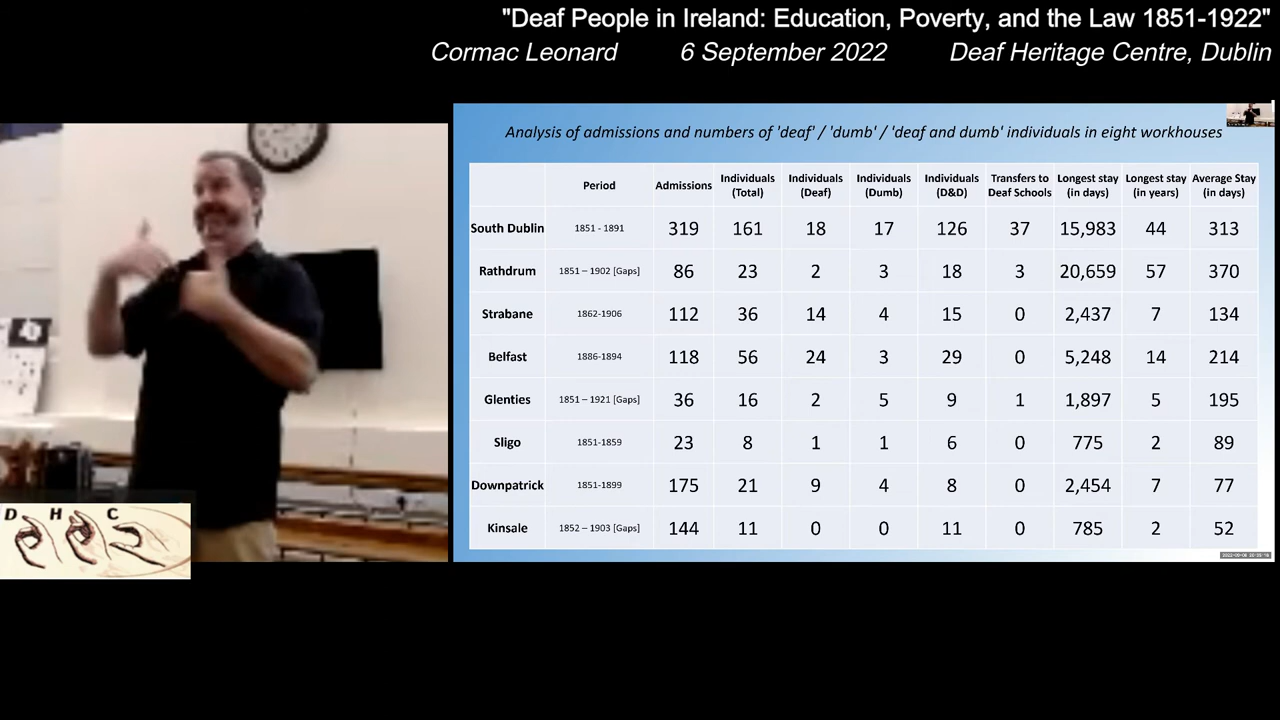 "Deaf People in Ireland: Education, Poverty, and the Law 1851-1922"
Cormac Leonard 6 September 2022 Deaf Heritage Centre, Dublin
Analysis of admissions and numbers of 'deaf' / 'dumb' / 'deaf and dumb' individuals in eight workhouses
Period Admissions Individuals (Total) Individuals (Deaf) Individuals (Dumb) Individuals (D&D) Transfers to Deaf Schools Longest stay (in days) Longest stay (in years) Average Stay (in days)
South Dublin 1851 - 1891 319 161 18 17 126 37 15,983 44 313
Rathdrum 1851 – 1902 [Gaps] 86 23 2 3 18 3 20,659 57 370
Strabane 1862-1906 112 36 14 4 15 0 2,437 7 134
Belfast 1886-1894 118 56 24 3 29 0 5,248 14 214
Glenties 1851 – 1921 [Gaps] 36 16 2 5 9 1 1,897 5 195
Sligo 1851-1859 23 8 1 1 6 0 775 2 89
Downpatrick 1851-1899 175 21 9 4 8 0 2,454 7 77
Kinsale 1852 – 1903 [Gaps] 144 11 0 0 11 0 785 2 52
D H C